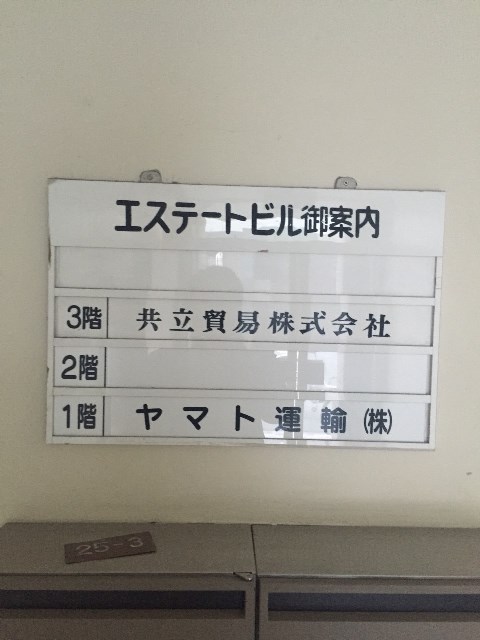 エステートビル御案内
3階 共立貿易株式会社
2階
1階 ヤマト運輸(株)
25-3